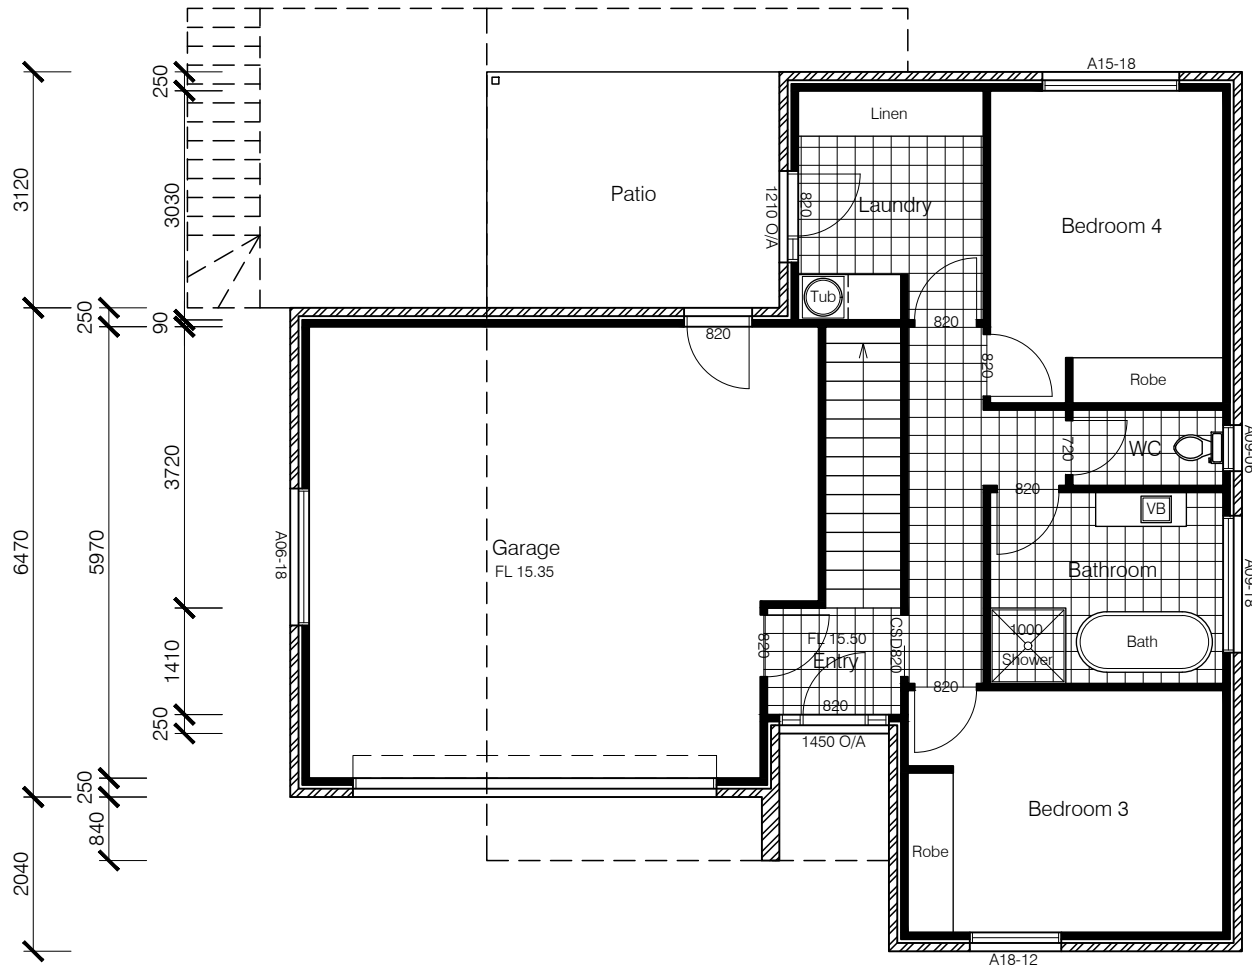 A15-18
250
Linen
3120
3030
Patio
1210 O/A
820
Laundry
Bedroom 4
Tub
250
90
820
820
820
Robe
3720
720
WC
A09-06
820
VB
6470
5970
A06-18
Garage
FL 15.35
Bathroom
A09-18
1410
820
FL 15.50
Entry
CSD820
1000
Shower
Bath
820
820
250
1450 O/A
250
840
Bedroom 3
2040
Robe
A18-12